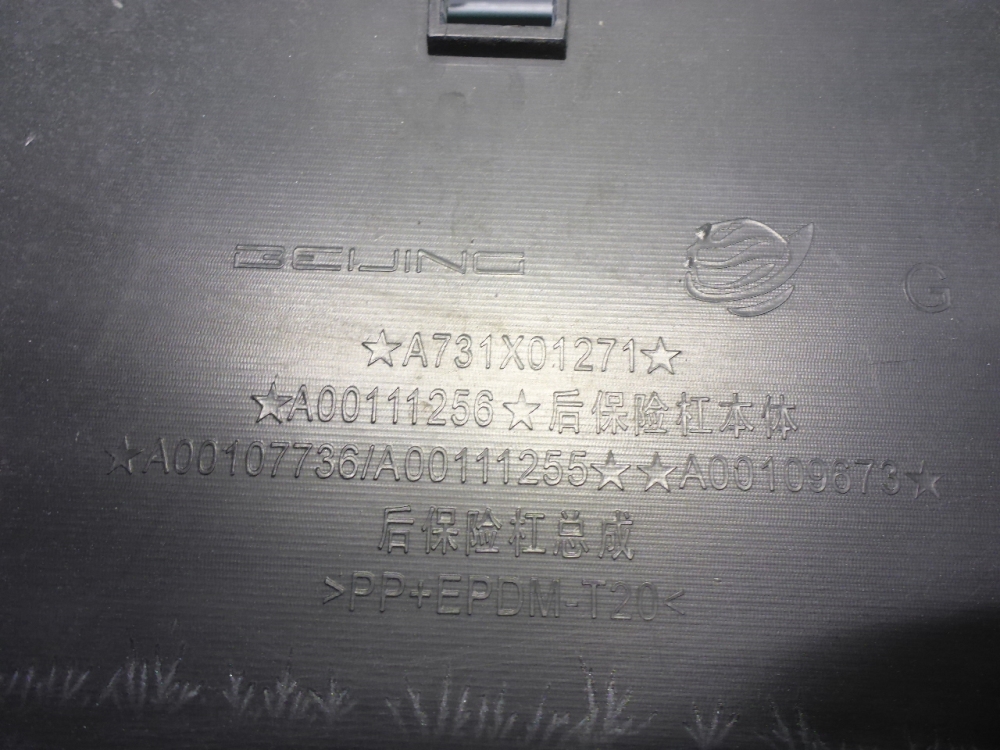 BEIJING G
☆A731X01271☆
☆A00111256☆后保险杠本体
☆A00107736/A00111255☆☆A00109873☆
后保险杠总成
>PP+EPDM-T20<